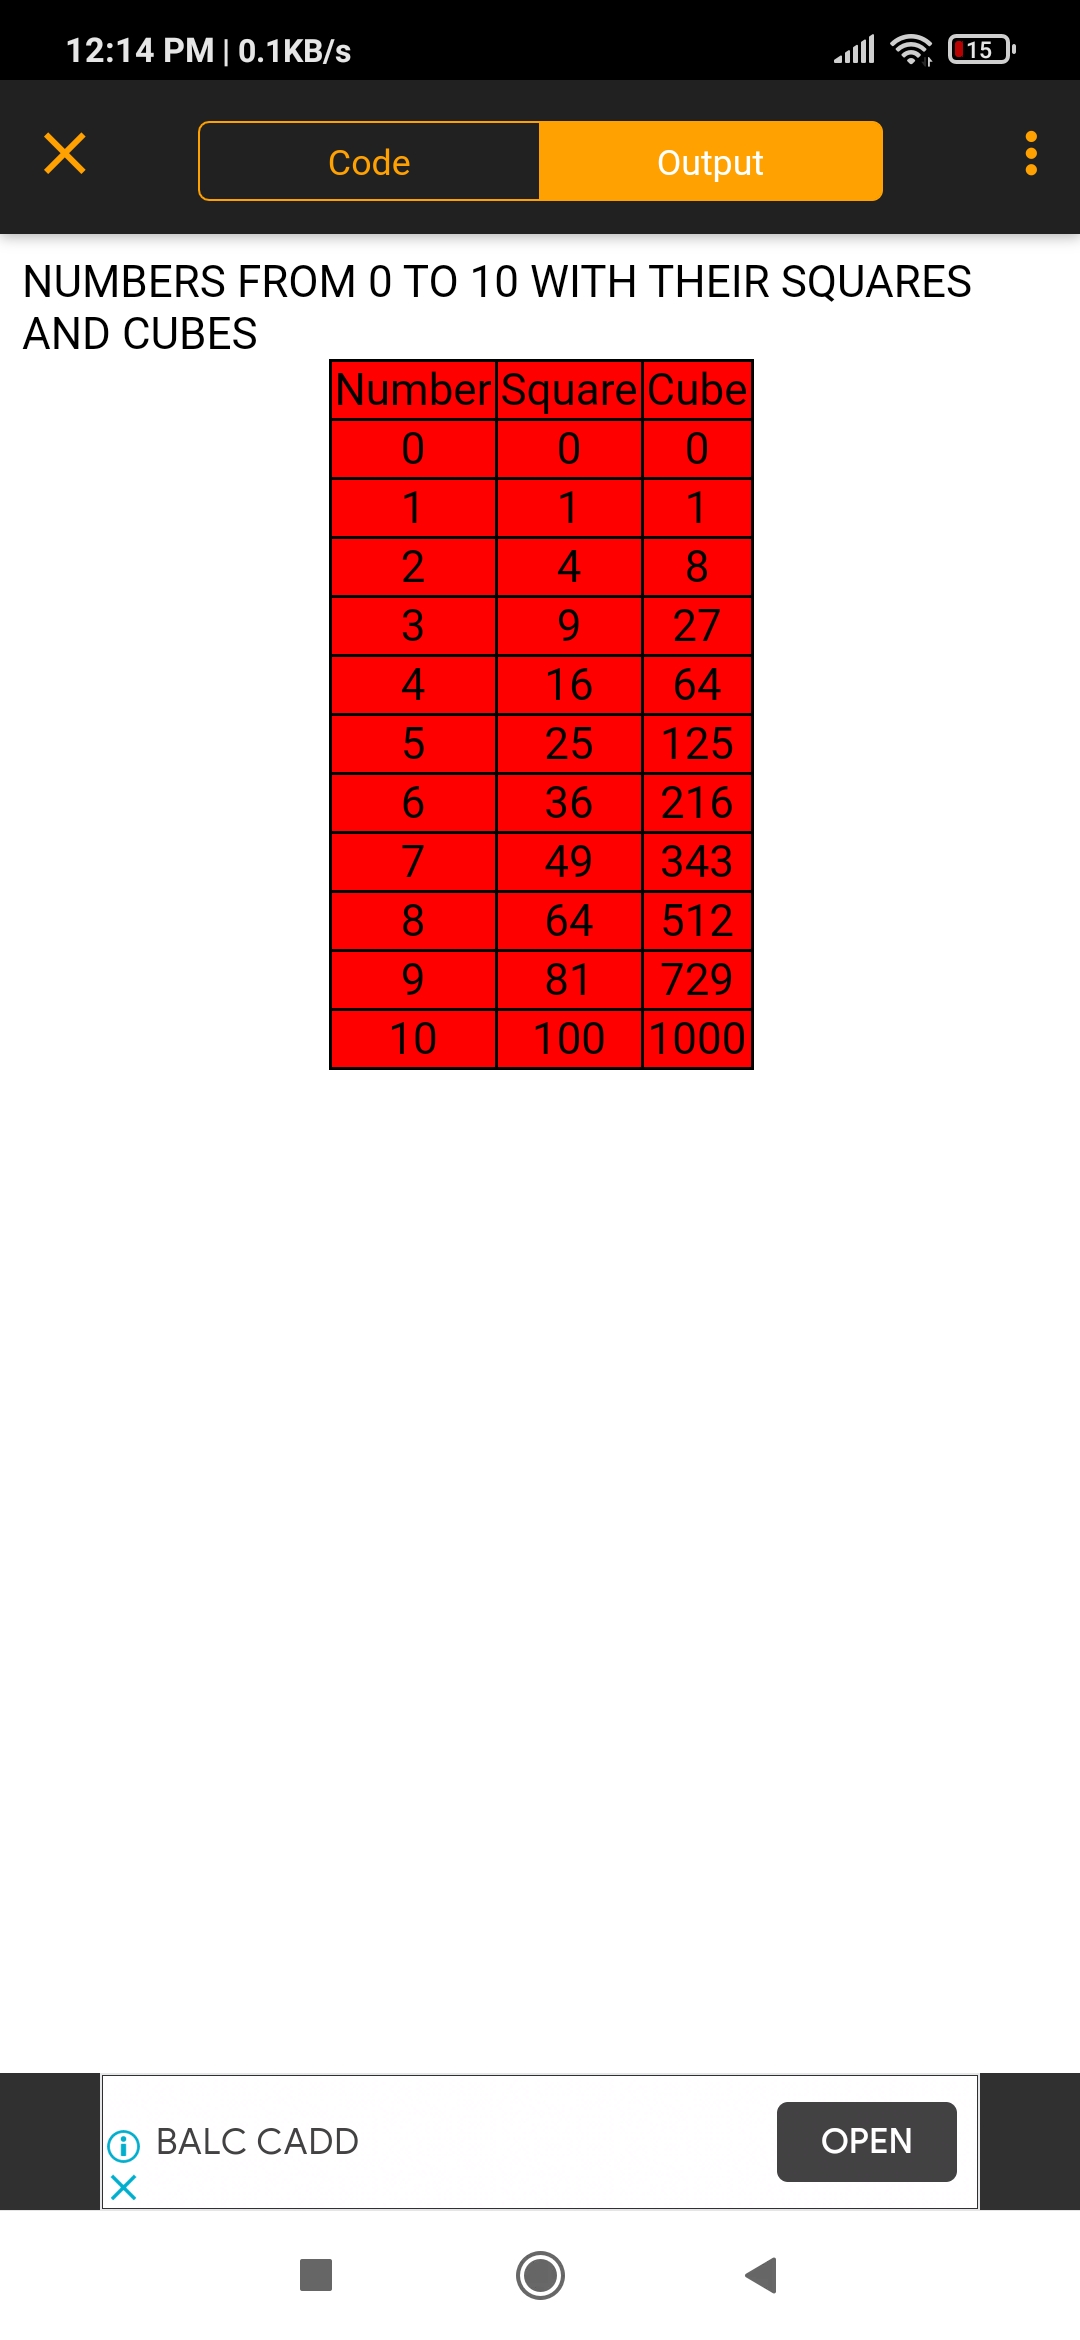 12:14 PM | 0.1KB/s 15
Code Output
NUMBERS FROM 0 TO 10 WITH THEIR SQUARES
AND CUBES
Number Square Cube
0 0 0
1 1 1
2 4 8
3 9 27
4 16 64
5 25 125
6 36 216
7 49 343
8 64 512
9 81 729
10 100 1000
BALC CADD OPEN